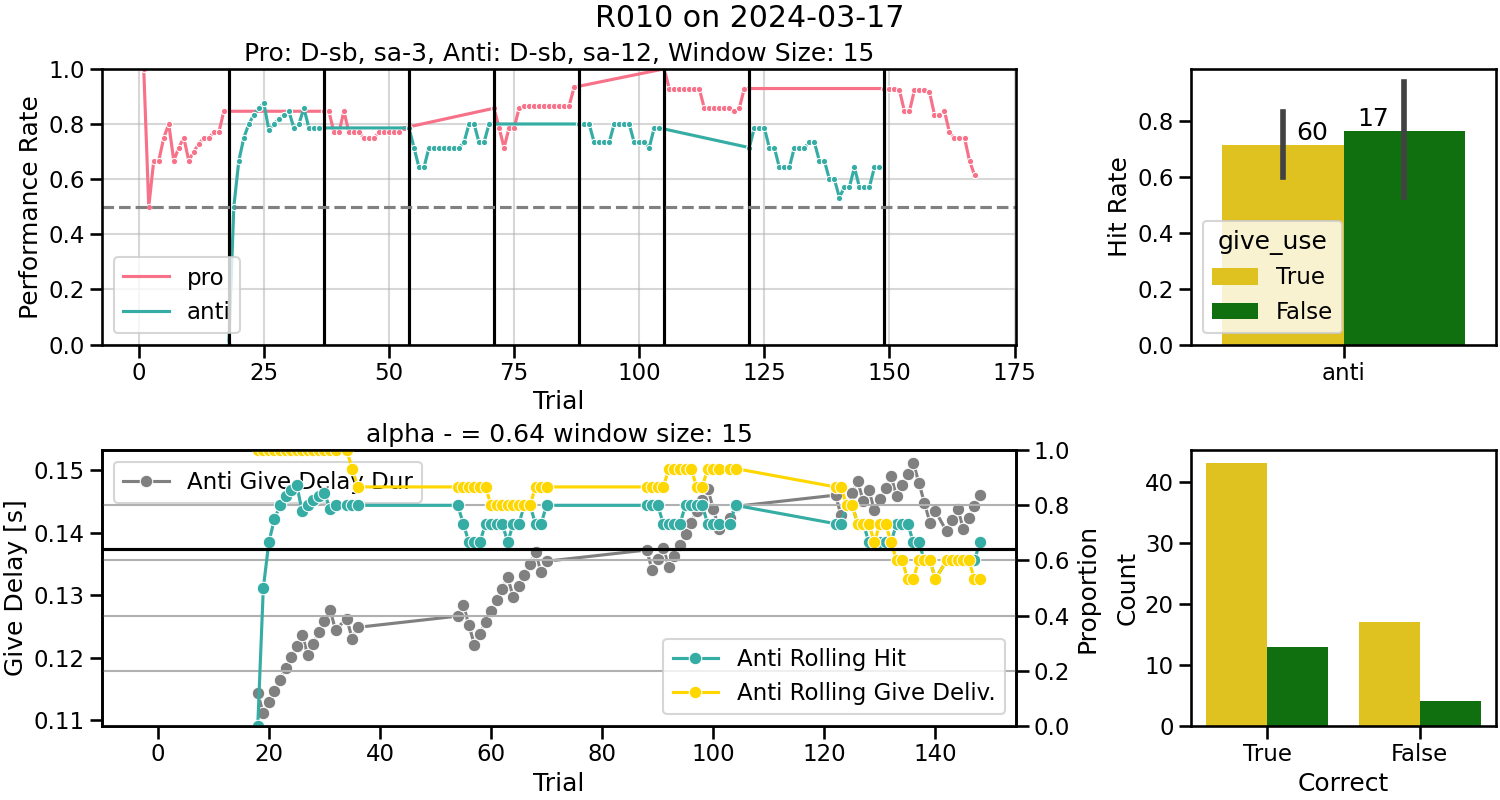 R010 on 2024-03-17
Pro: D-sb, sa-3, Anti: D-sb, sa-12, Window Size: 15
Performance Rate
1.0
0.8
0.6
0.4
0.2
0.0
pro
anti
0 25 50 75 100 125 150 175
Trial
Hit Rate
0.8
0.6
0.4
0.2
0.0
60 17
give_use
True
False
anti
alpha - = 0.64 window size: 15
Give Delay [s]
0.15
0.14
0.13
0.12
0.11
Anti Give Delay Dur
Anti Rolling Hit
Anti Rolling Give Deliv.
1.0
0.8
0.6
0.4
0.2
0.0
Proportion
0 20 40 60 80 100 120 140
Trial
Count
40
30
20
10
0
True False
Correct